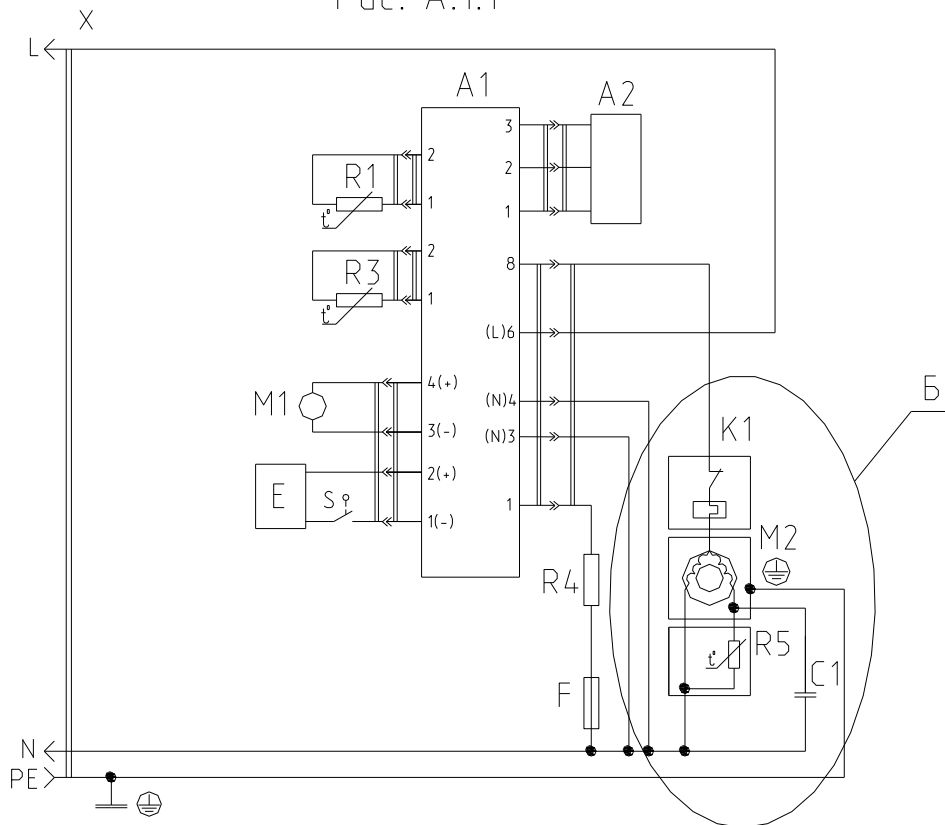 Рис. А.1.1
X
L
A1
A2
3
2
R1
2
1
1
t°
2
8
R3
1
t°
(L)6
4(+)
M1
(N)4
Б
3(-)
(N)3
K1
2(+)
E
S
1
1(-)
M2
R4
R5
t°
C1
F
N
PE